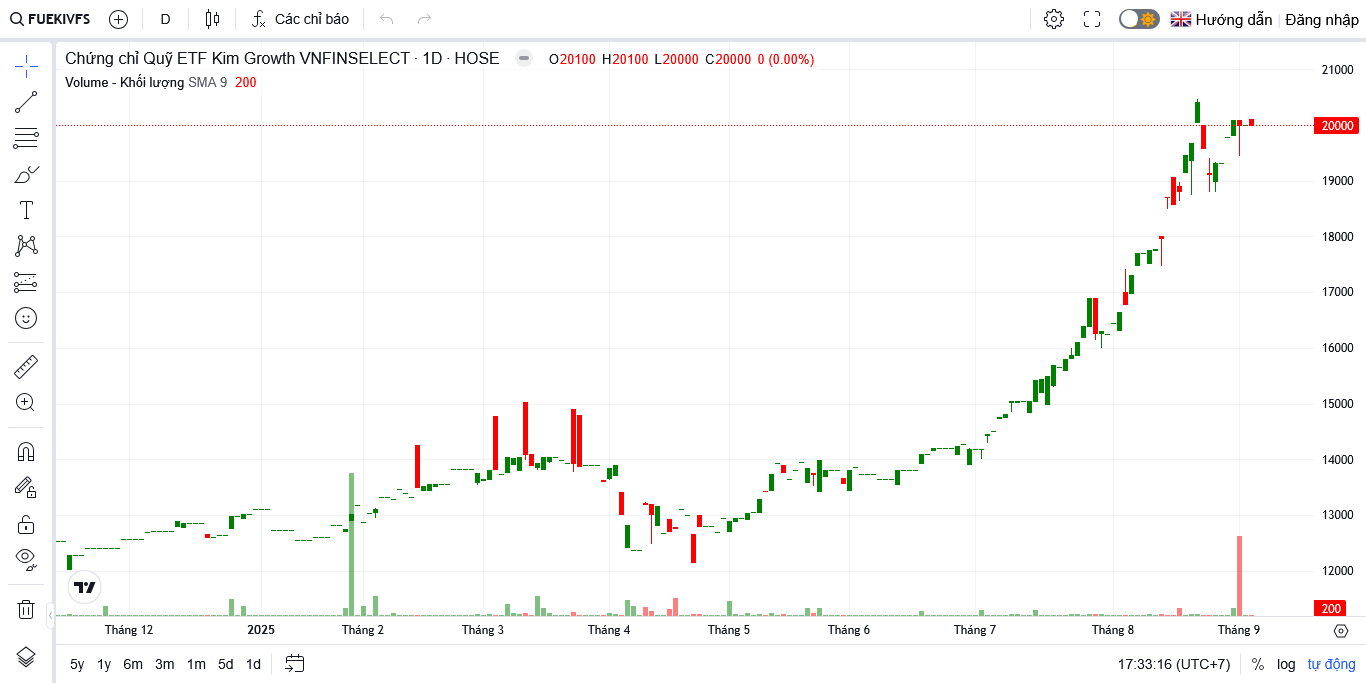 FUEKIVFS D Các chỉ báo Hướng dẫn Đăng nhập
Chứng chỉ Quỹ ETF Kim Growth VNFINSELECT · 1D · HOSE O20100 H20100 L20000 C20000 0 (0.00%)
Volume - Khối lượng SMA 9 200
21000
20000
19000
18000
17000
16000
15000
14000
13000
12000
200
Tháng 12 2025 Tháng 2 Tháng 3 Tháng 4 Tháng 5 Tháng 6 Tháng 7 Tháng 8 Tháng 9
5y 1y 6m 3m 1m 5d 1d 17:33:16 (UTC+7) % log tự động